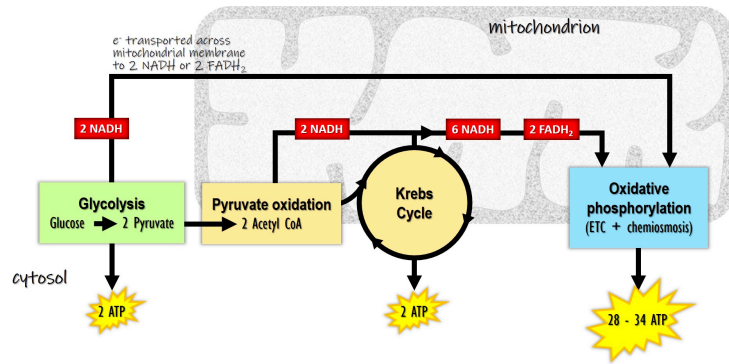 mitochondrion
e⁻ transported across
mitochondrial membrane
to 2 NADH or 2 FADH₂
2 NADH
2 NADH
6 NADH
2 FADH₂
Glycolysis
Glucose
2 Pyruvate
Pyruvate oxidation
2 Acetyl CoA
Krebs
Cycle
Oxidative
phosphorylation
(ETC + chemiosmosis)
cytosol
2 ATP
2 ATP
28 - 34 ATP